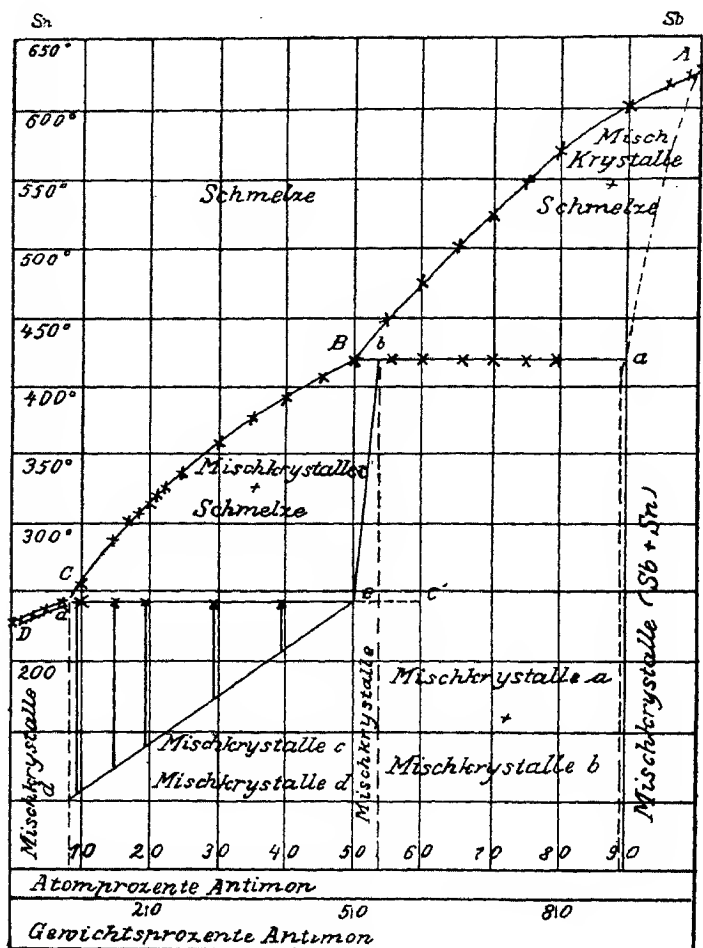 Sn Sb
650°
A
600°
Misch
Krystalle
+
Schmelze
550°
Schmelze
500°
450°
B b a
400°
350°
Mischkrystalle c
+
Schmelze
300°
C
D d e c'
200
Mischkrystalle d
Mischkrystalle c
Mischkrystalle d
Mischkrystalle
Mischkrystalle a
+
Mischkrystalle b
Mischkrystalle (Sb + Sn)
10 20 30 40 50 60 70 80 90
Atomprozente Antimon
20 50 80
Gewichtsprozente Antimon